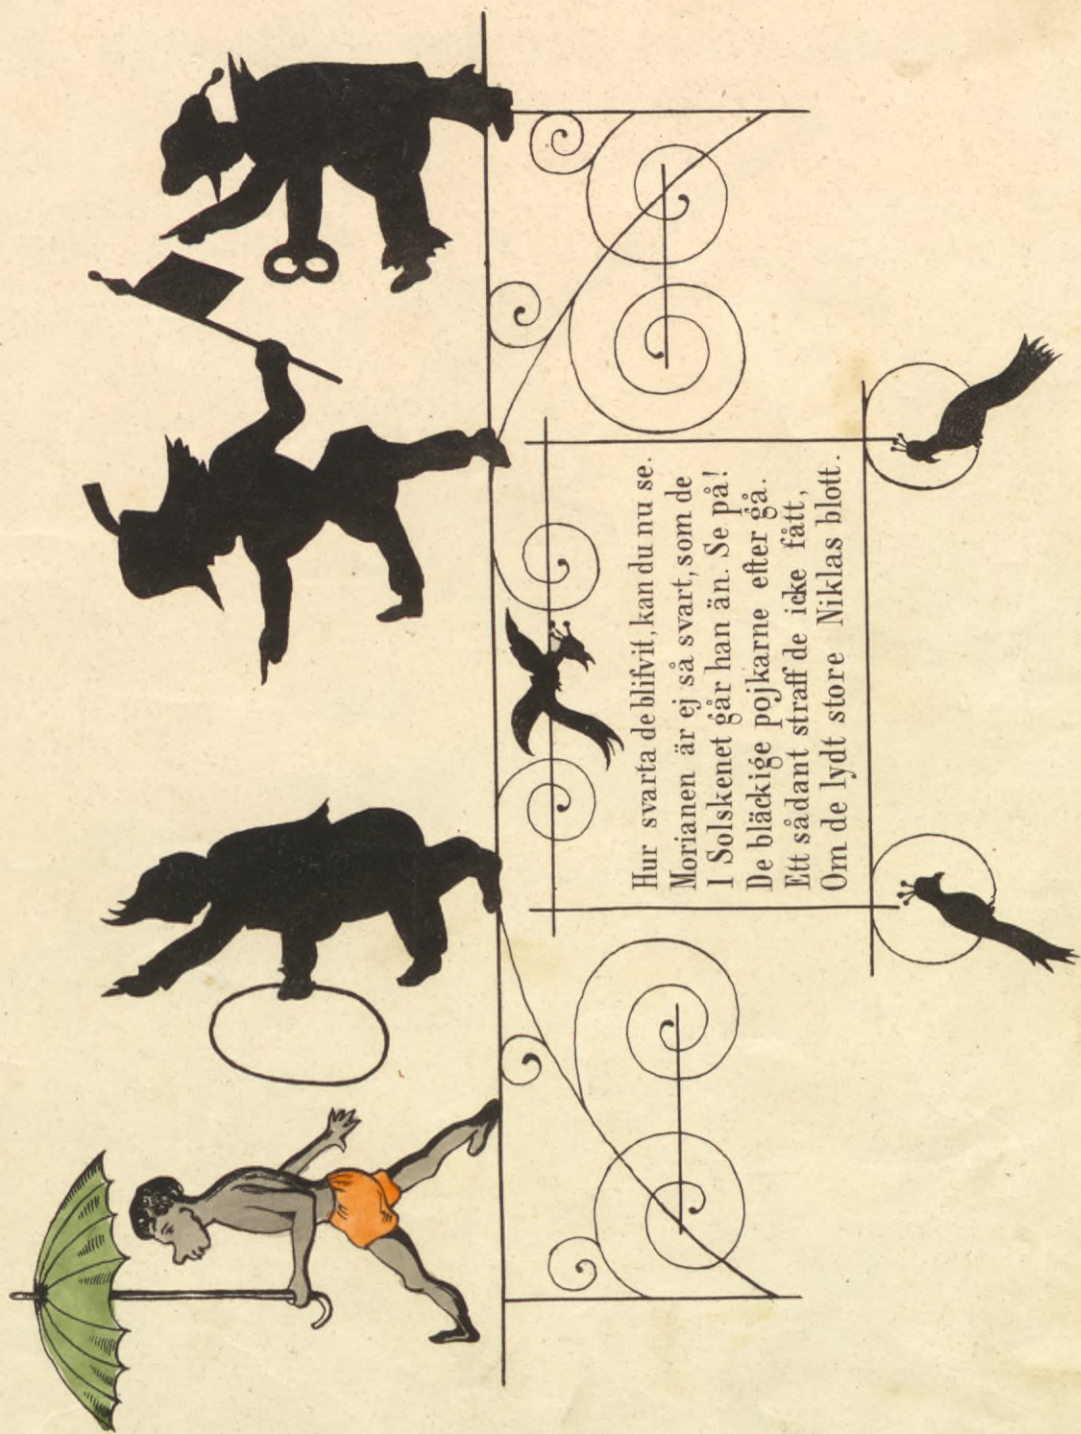 Hur svarta de blifvit, kan du nu se.
Morianen är ej så svart, som de
I Solskenet går han än. Se på!
De bläckige pojkarne efter gå.
Ett sådant straff de icke fått,
Om de lydt store Niklas blott.